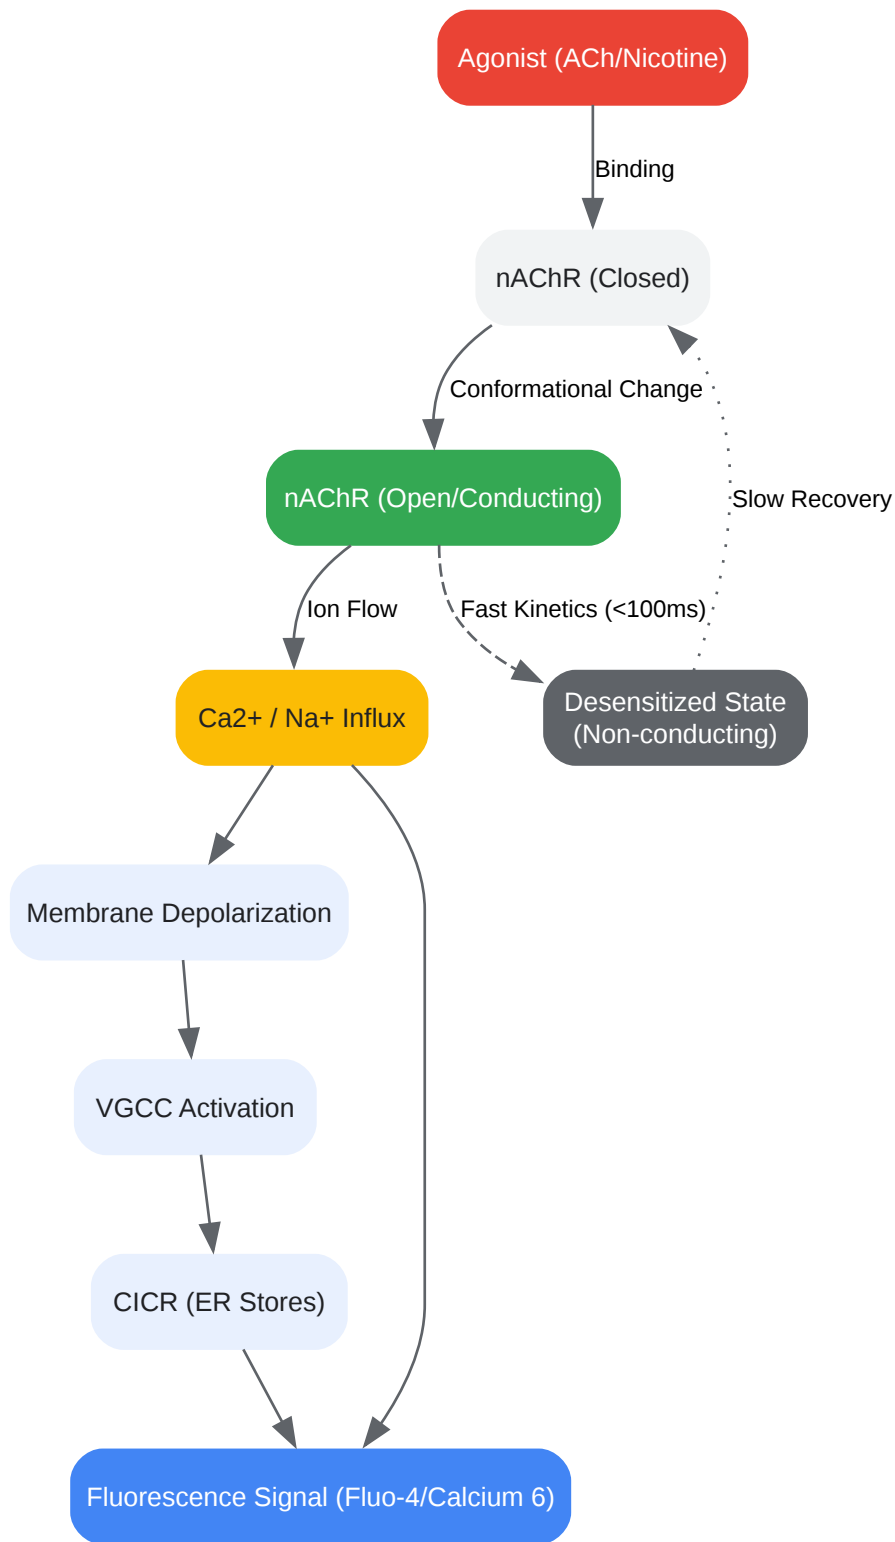 Agonist (ACh/Nicotine)
Binding
nAChR (Closed)
Conformational Change
nAChR (Open/Conducting)
Slow Recovery
Ion Flow
Fast Kinetics (<100ms)
Ca2+ / Na+ Influx
Desensitized State
(Non-conducting)
Membrane Depolarization
VGCC Activation
CICR (ER Stores)
Fluorescence Signal (Fluo-4/Calcium 6)